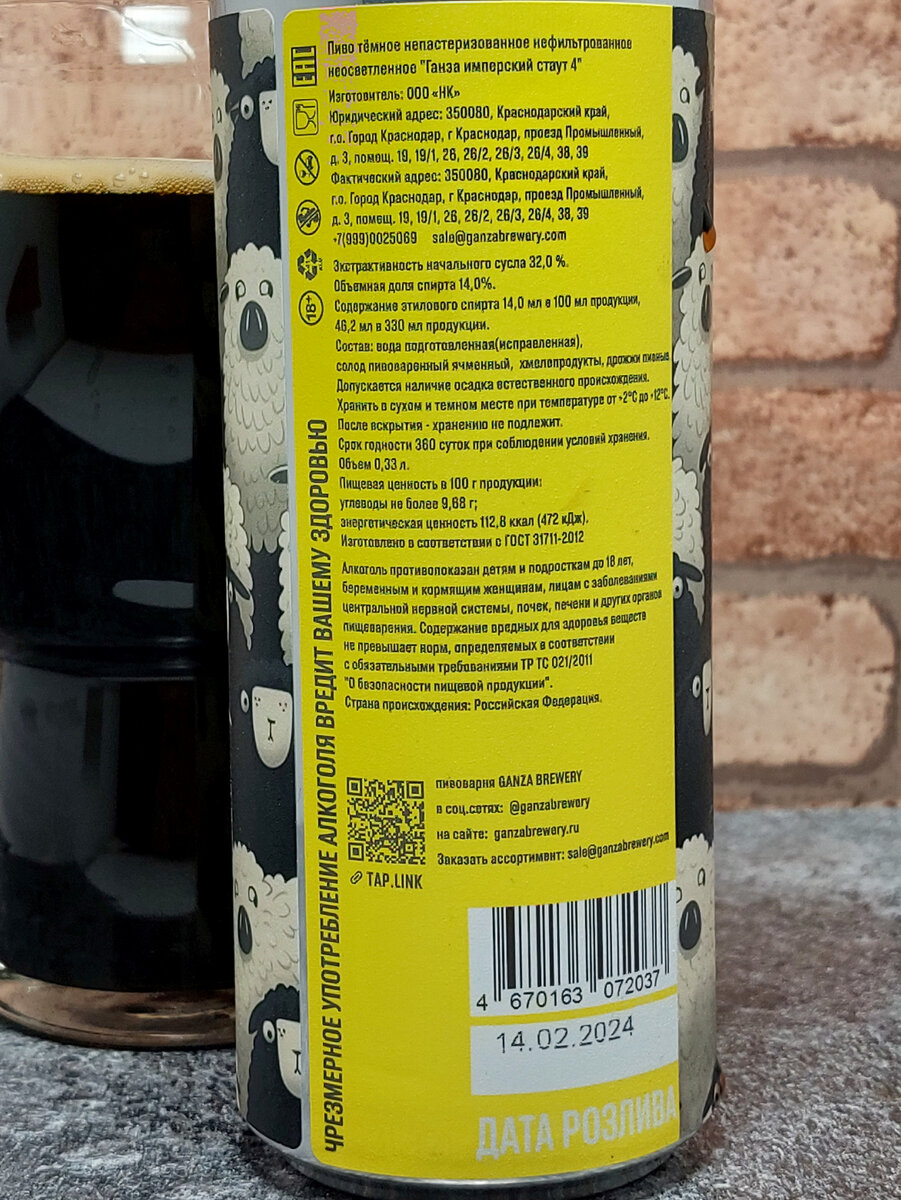 EAC
18+
ALU
ЧРЕЗМЕРНОЕ УПОТРЕБЛЕНИЕ АЛКОГОЛЯ ВРЕДИТ ВАШЕМУ ЗДОРОВЬЮ
Пиво тёмное непастеризованное нефильтрованное
неосветленное "Ганза имперский стаут 4"
Изготовитель: ООО «НК»
Юридический адрес: 350080, Краснодарский край,
г.о. Город Краснодар, г Краснодар, проезд Промышленный,
д. 3, помещ. 19, 19/1, 26, 26/2, 26/3, 26/4, 38, 39
Фактический адрес: 350080, Краснодарский край,
г.о. Город Краснодар, г Краснодар, проезд Промышленный,
д. 3, помещ. 19, 19/1, 26, 26/2, 26/3, 26/4, 38, 39
+7(999)0025069 sale@ganzabrewery.com
Экстрактивность начального сусла 32,0 %.
Объемная доля спирта 14,0%.
Содержание этилового спирта 14,0 мл в 100 мл продукции,
46,2 мл в 330 мл продукции.
Состав: вода подготовленная(исправленная),
солод пивоваренный ячменный, хмелепродукты, дрожжи пивные.
Допускается наличие осадка естественного происхождения.
Хранить в сухом и темном месте при температуре от +2°С до +12°С.
После вскрытия - хранению не подлежит.
Срок годности 360 суток при соблюдении условий хранения.
Объем 0,33 л.
Пищевая ценность в 100 г продукции:
углеводы не более 9,68 г;
энергетическая ценность 112,8 ккал (472 кДж).
Изготовлено в соответствии с ГОСТ 31711-2012
Алкоголь противопоказан детям и подросткам до 18 лет,
беременным и кормящим женщинам, лицам с заболеваниями
центральной нервной системы, почек, печени и других органов
пищеварения. Содержание вредных для здоровья веществ
не превышает норм, определяемых в соответствии
с обязательными требованиями ТР ТС 021/2011
"О безопасности пищевой продукции".
Страна происхождения: Российская Федерация.
пивоварня GANZA BREWERY
в соц.сетях: @ganzabrewery
на сайте: ganzabrewery.ru
Заказать ассортимент: sale@ganzabrewery.com
TAP.LINK
4 670163 072037
14.02.2024
ДАТА РОЗЛИВА